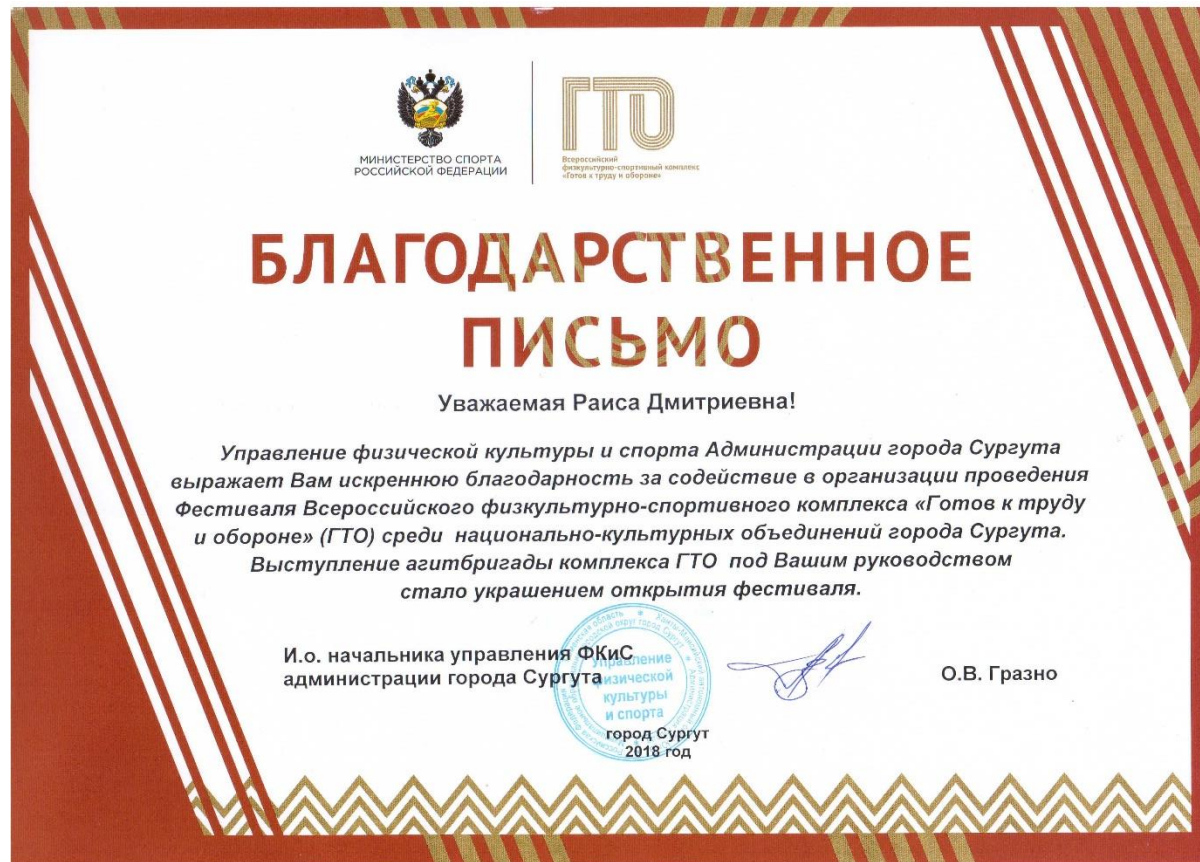 МИНИСТЕРСТВО СПОРТА
РОССИЙСКОЙ ФЕДЕРАЦИИ
ГТО
Всероссийский
физкультурно-спортивный комплекс
«Готов к труду и обороне»
БЛАГОДАРСТВЕННОЕ
ПИСЬМО
Уважаемая Раиса Дмитриевна!
Управление физической культуры и спорта Администрации города Сургута
выражает Вам искреннюю благодарность за содействие в организации проведения
Фестиваля Всероссийского физкультурно-спортивного комплекса «Готов к труду
и обороне» (ГТО) среди национально-культурных объединений города Сургута.
Выступление агитбригады комплекса ГТО под Вашим руководством
стало украшением открытия фестиваля.
И.о. начальника управления ФКиС
администрации города Сургута
О.В. Гразно
Управление
физической
культуры
и спорта
город Сургут
2018 год